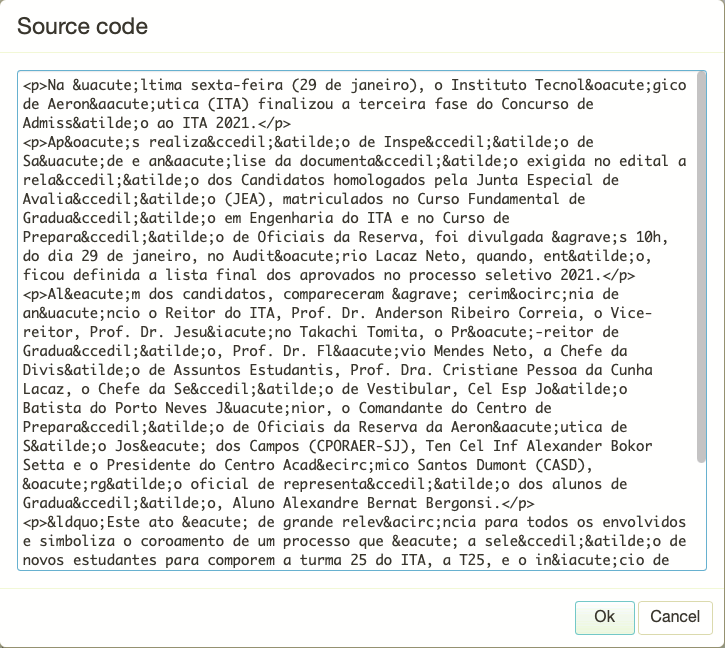 Source code
<p>Na &uacute;ltima sexta-feira (29 de janeiro), o Instituto Tecnol&oacute;gico
de Aeron&aacute;utica (ITA) finalizou a terceira fase do Concurso de
Admiss&atilde;o ao ITA 2021.</p>
<p>Ap&oacute;s realiza&ccedil;&atilde;o de Inspe&ccedil;&atilde;o de
Sa&uacute;de e an&aacute;lise da documenta&ccedil;&atilde;o exigida no edital a
rela&ccedil;&atilde;o dos Candidatos homologados pela Junta Especial de
Avalia&ccedil;&atilde;o (JEA), matriculados no Curso Fundamental de
Gradua&ccedil;&atilde;o em Engenharia do ITA e no Curso de
Prepara&ccedil;&atilde;o de Oficiais da Reserva, foi divulgada &agrave;s 10h,
do dia 29 de janeiro, no Audit&oacute;rio Lacaz Neto, quando, ent&atilde;o,
ficou definida a lista final dos aprovados no processo seletivo 2021.</p>
<p>Al&eacute;m dos candidatos, compareceram &agrave; cerim&ocirc;nia de
an&uacute;ncio o Reitor do ITA, Prof. Dr. Anderson Ribeiro Correia, o Vice-
reitor, Prof. Dr. Jesu&iacute;no Takachi Tomita, o Pr&oacute;-reitor de
Gradua&ccedil;&atilde;o, Prof. Dr. Fl&aacute;vio Mendes Neto, a Chefe da
Divis&atilde;o de Assuntos Estudantis, Prof. Dra. Cristiane Pessoa da Cunha
Lacaz, o Chefe da Se&ccedil;&atilde;o de Vestibular, Cel Esp Jo&atilde;o
Batista do Porto Neves J&uacute;nior, o Comandante do Centro de
Prepara&ccedil;&atilde;o de Oficiais da Reserva da Aeron&aacute;utica de
S&atilde;o Jos&eacute; dos Campos (CPORAER-SJ), Ten Cel Inf Alexander Bokor
Setta e o Presidente do Centro Acad&ecirc;mico Santos Dumont (CASD),
&oacute;rg&atilde;o oficial de representa&ccedil;&atilde;o dos alunos de
Gradua&ccedil;&atilde;o, Aluno Alexandre Bernat Bergonsi.</p>
<p>&ldquo;Este ato &eacute; de grande relev&acirc;ncia para todos os envolvidos
e simboliza o coroamento de um processo que &eacute; a sele&ccedil;&atilde;o de
novos estudantes para comporem a turma 25 do ITA, a T25, e o in&iacute;cio de
Ok Cancel